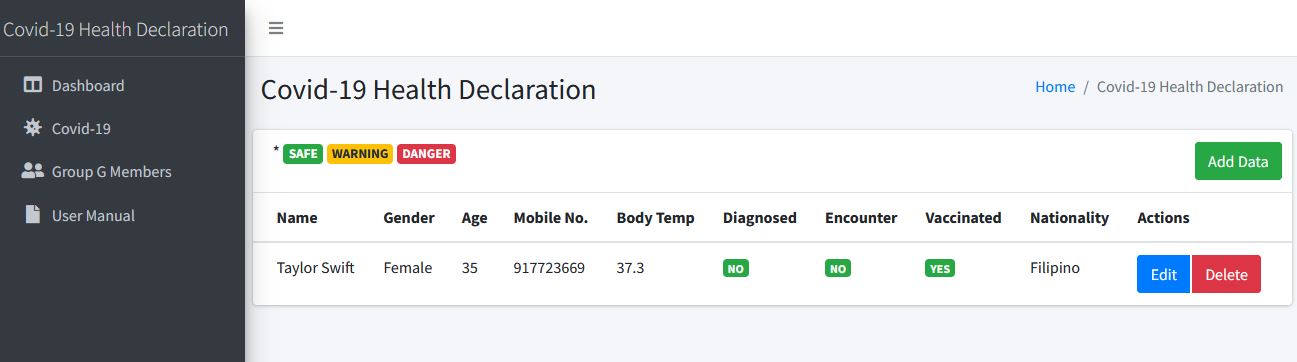 Covid-19 Health Declaration
Dashboard
Covid-19
Group G Members
User Manual
Covid-19 Health Declaration
Home / Covid-19 Health Declaration
* SAFE WARNING DANGER
Add Data
Name Gender Age Mobile No. Body Temp Diagnosed Encounter Vaccinated Nationality Actions
Taylor Swift Female 35 917723669 37.3 NO NO YES Filipino Edit Delete